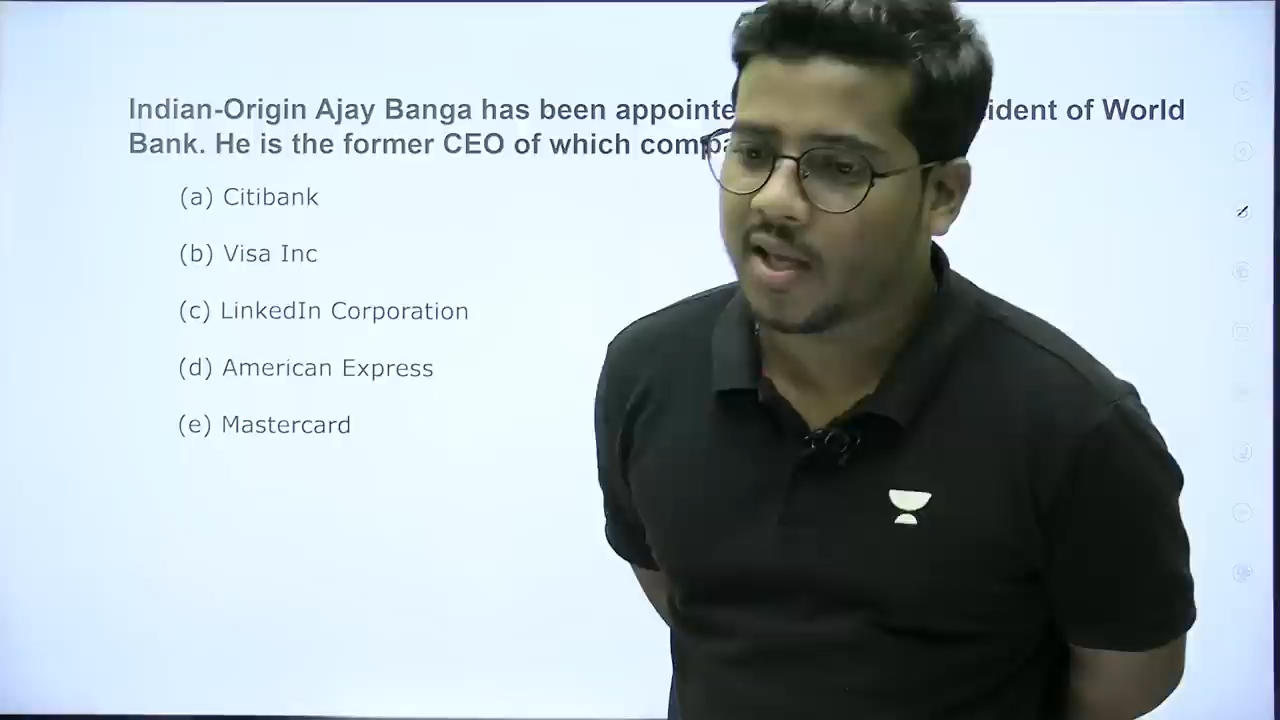 Indian-Origin Ajay Banga has been appointe ident of World
Bank. He is the former CEO of which compa
(a) Citibank
(b) Visa Inc
(c) LinkedIn Corporation
(d) American Express
(e) Mastercard